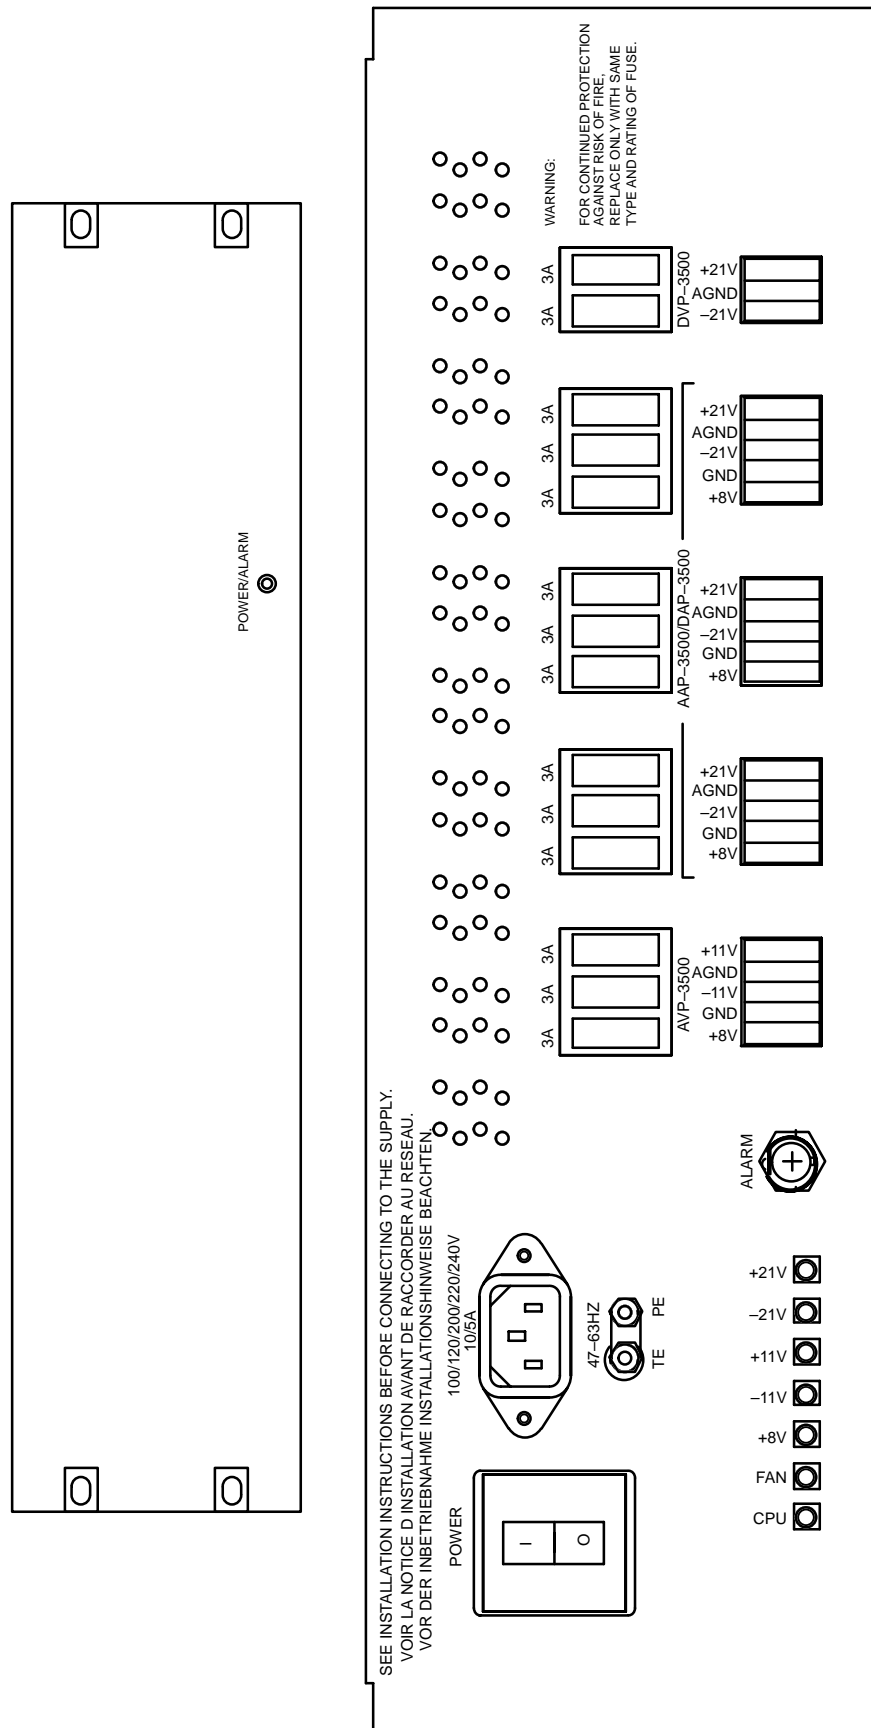 POWER/ALARM
SEE INSTALLATION INSTRUCTIONS BEFORE CONNECTING TO THE SUPPLY.
VOIR LA NOTICE D INSTALLATION AVANT DE RACCORDER AU RESEAU.
VOR DER INBETRIEBNAHME INSTALLATIONSHINWEISE BEACHTEN.
WARNING:
FOR CONTINUED PROTECTION
AGAINST RISK OF FIRE,
REPLACE ONLY WITH SAME
TYPE AND RATING OF FUSE.
POWER
I
O
100/120/200/220/240V
10/5A
47–63HZ
TE
PE
3A
3A
3A
AVP–3500
3A
3A
3A
3A
3A
3A
AAP–3500/DAP–3500
3A
3A
3A
3A
3A
DVP–3500
CPU
FAN
+8V
–11V
+11V
–21V
+21V
ALARM
+8V
GND
–11V
AGND
+11V
+8V
GND
–21V
AGND
+21V
+8V
GND
–21V
AGND
+21V
+8V
GND
–21V
AGND
+21V
–21V
AGND
+21V